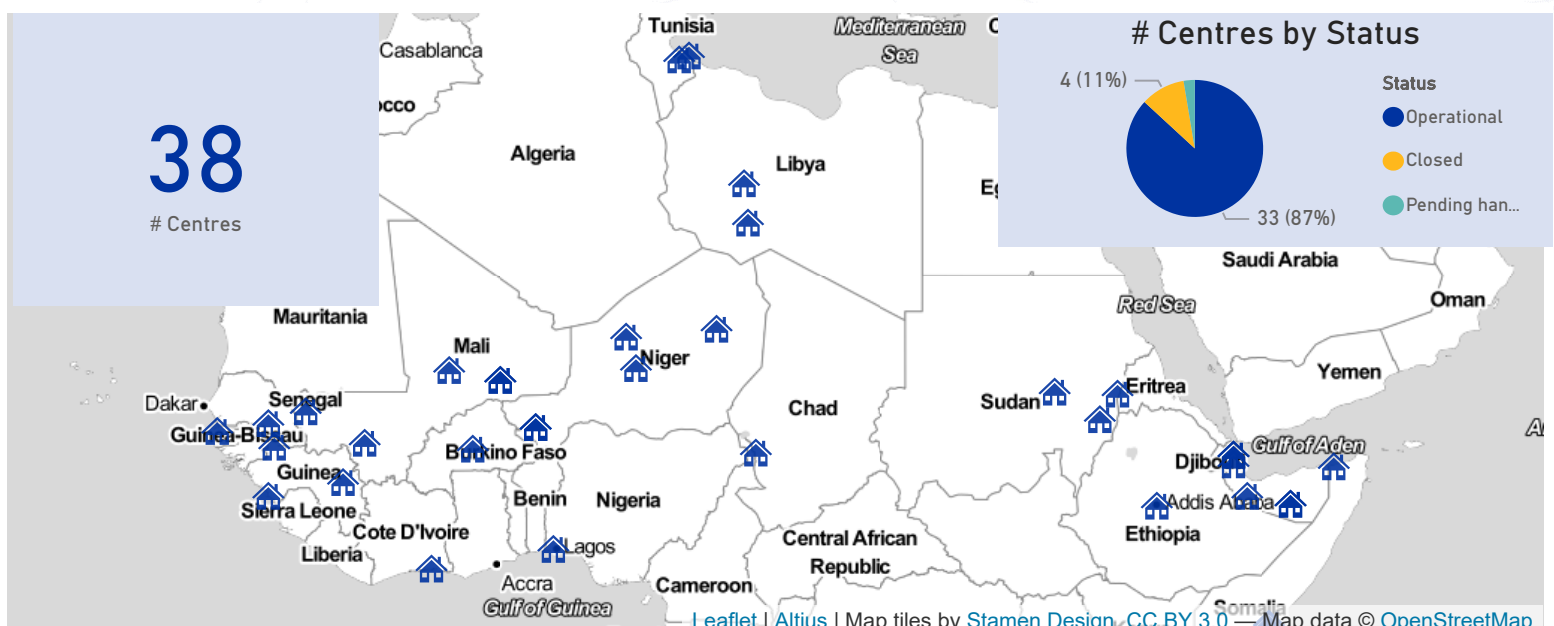 38
# Centres
# Centres by Status
4 (11%)
33 (87%)
Status
Operational
Closed
Pending han...
Casablanca
occo
Tunisia
Mediterranean
Sea
Algeria
Libya
Eg
Saudi Arabia
Red Sea
Oman
Mauritania
Mali
Niger
Yemen
Dakar
Senegal
Chad
Sudan
Eritrea
Guinea-Bissau
Burkino Faso
Gulf of Aden
Guinea
Djibo
Benin
Nigeria
Addis Ababa
Sierra Leone
Cote D'Ivoire
Ethiopia
Liberia
Lagos
Central African
Republic
Accra
Cameroon
Gulf of Guinea
Somalia
Leaflet | Altius | Map tiles by Stamen Design, CC BY 3.0 — Map data © OpenStreetMap